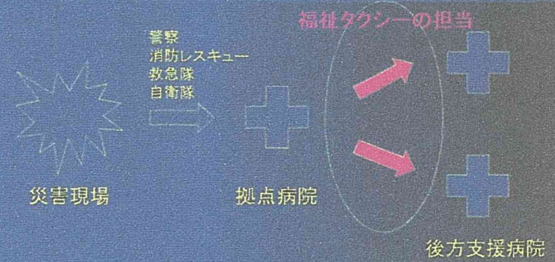 福祉タクシーの担当
警察
消防レスキュー
救急隊
自衛隊
災害現場
拠点病院
後方支援病院